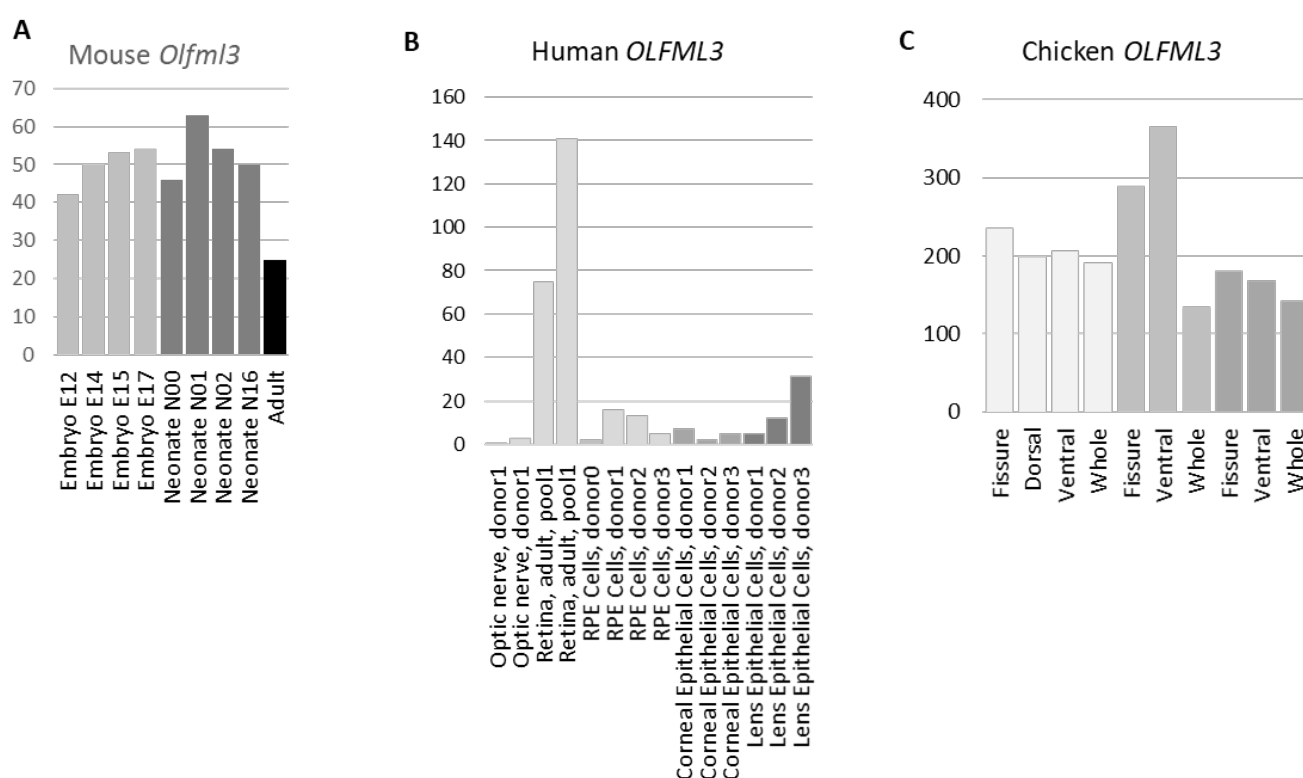 A
Mouse Olfml3
70
60
50
40
30
20
10
0
Embryo E12
Embryo E14
Embryo E15
Embryo E17
Neonate N00
Neonate N01
Neonate N02
Neonate N16
Adult
B
Human OLFML3
160
140
120
100
80
60
40
20
0
Optic nerve, donor1
Optic nerve, donor1
Retina, adult, pool1
Retina, adult, pool1
RPE Cells, donor0
RPE Cells, donor1
RPE Cells, donor2
RPE Cells, donor3
Corneal Epithelial Cells, donor1
Corneal Epithelial Cells, donor2
Corneal Epithelial Cells, donor3
Lens Epithelial Cells, donor1
Lens Epithelial Cells, donor2
Lens Epithelial Cells, donor3
C
Chicken OLFML3
400
300
200
100
0
Fissure
Dorsal
Ventral
Whole
Fissure
Ventral
Whole
Fissure
Ventral
Whole